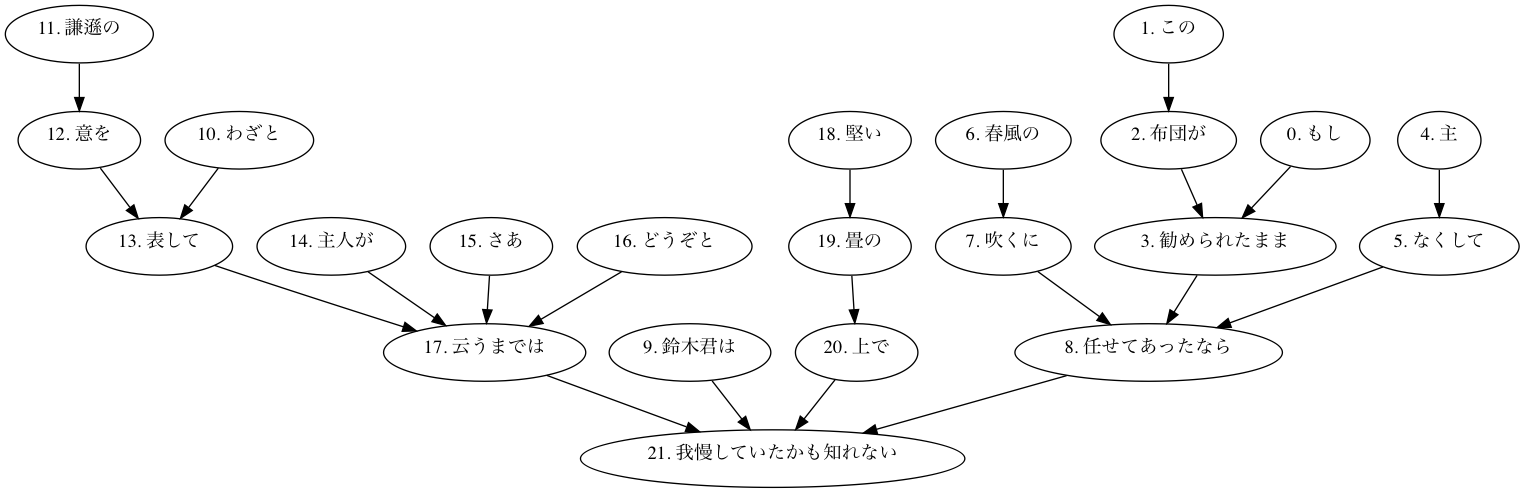 11. 謙遜の
1. この
12. 意を
10. わざと
18. 堅い
6. 春風の
2. 布団が
0. もし
4. 主
13. 表して
14. 主人が
15. さあ
16. どうぞと
19. 畳の
7. 吹くに
3. 勧められたまま
5. なくして
17. 云うまでは
9. 鈴木君は
20. 上で
8. 任せてあったなら
21. 我慢していたかも知れない